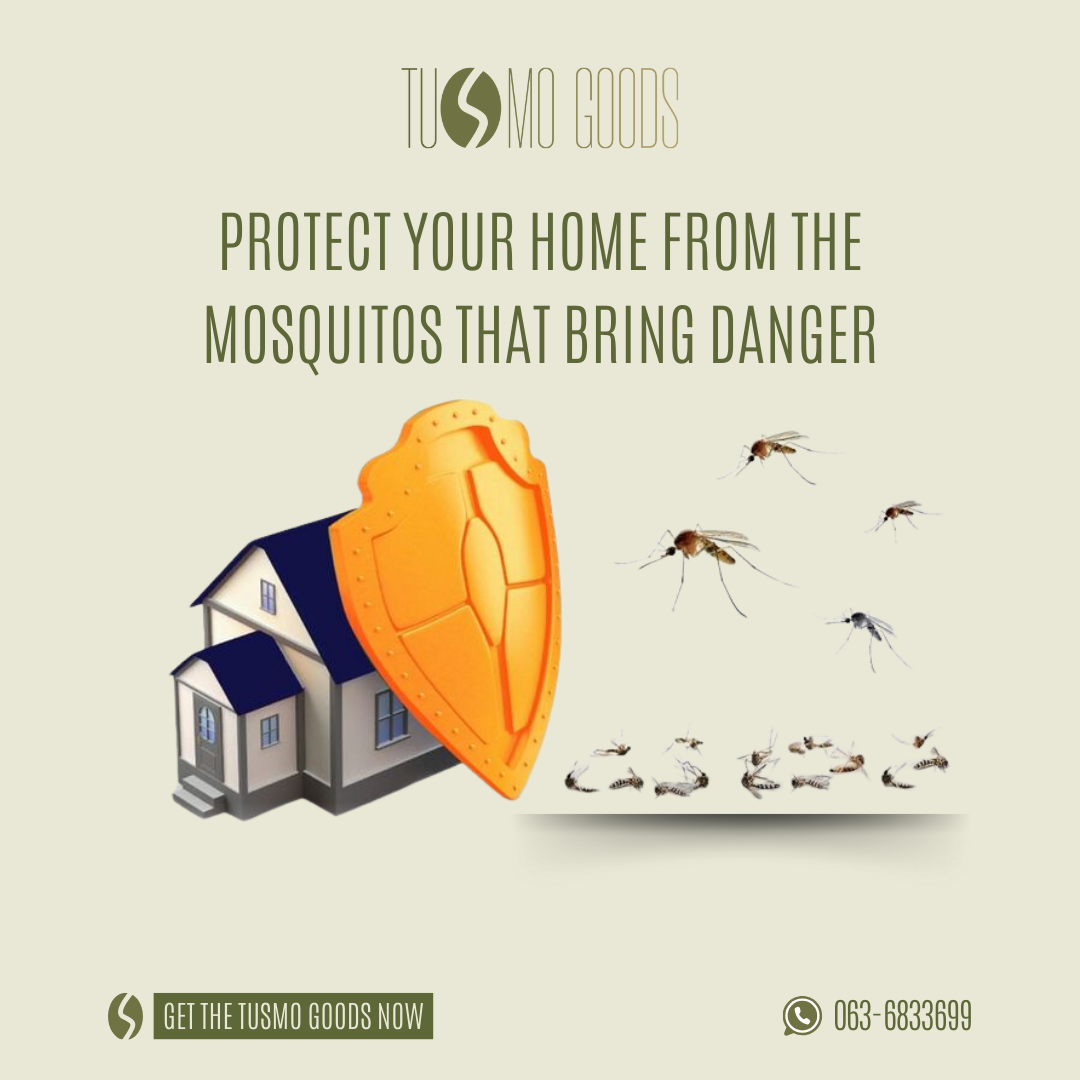 TUSMO GOODS
PROTECT YOUR HOME FROM THE
MOSQUITOS THAT BRING DANGER
GET THE TUSMO GOODS NOW
063-6833699